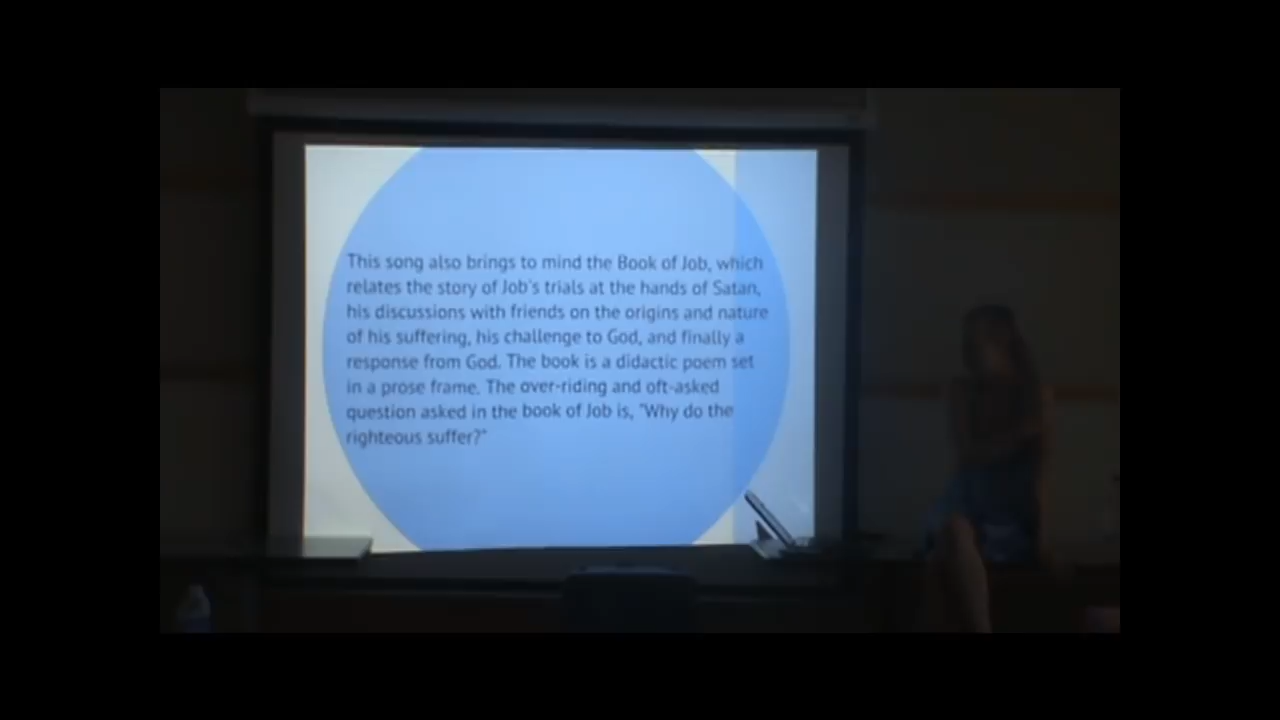 This song also brings to mind the Book of Job, which
relates the story of Job's trials at the hands of Satan,
his discussions with friends on the origins and nature
of his suffering, his challenge to God, and finally a
response from God. The book is a didactic poem set
in a prose frame. The over-riding and oft-asked
question asked in the book of Job is, "Why do the
righteous suffer?"